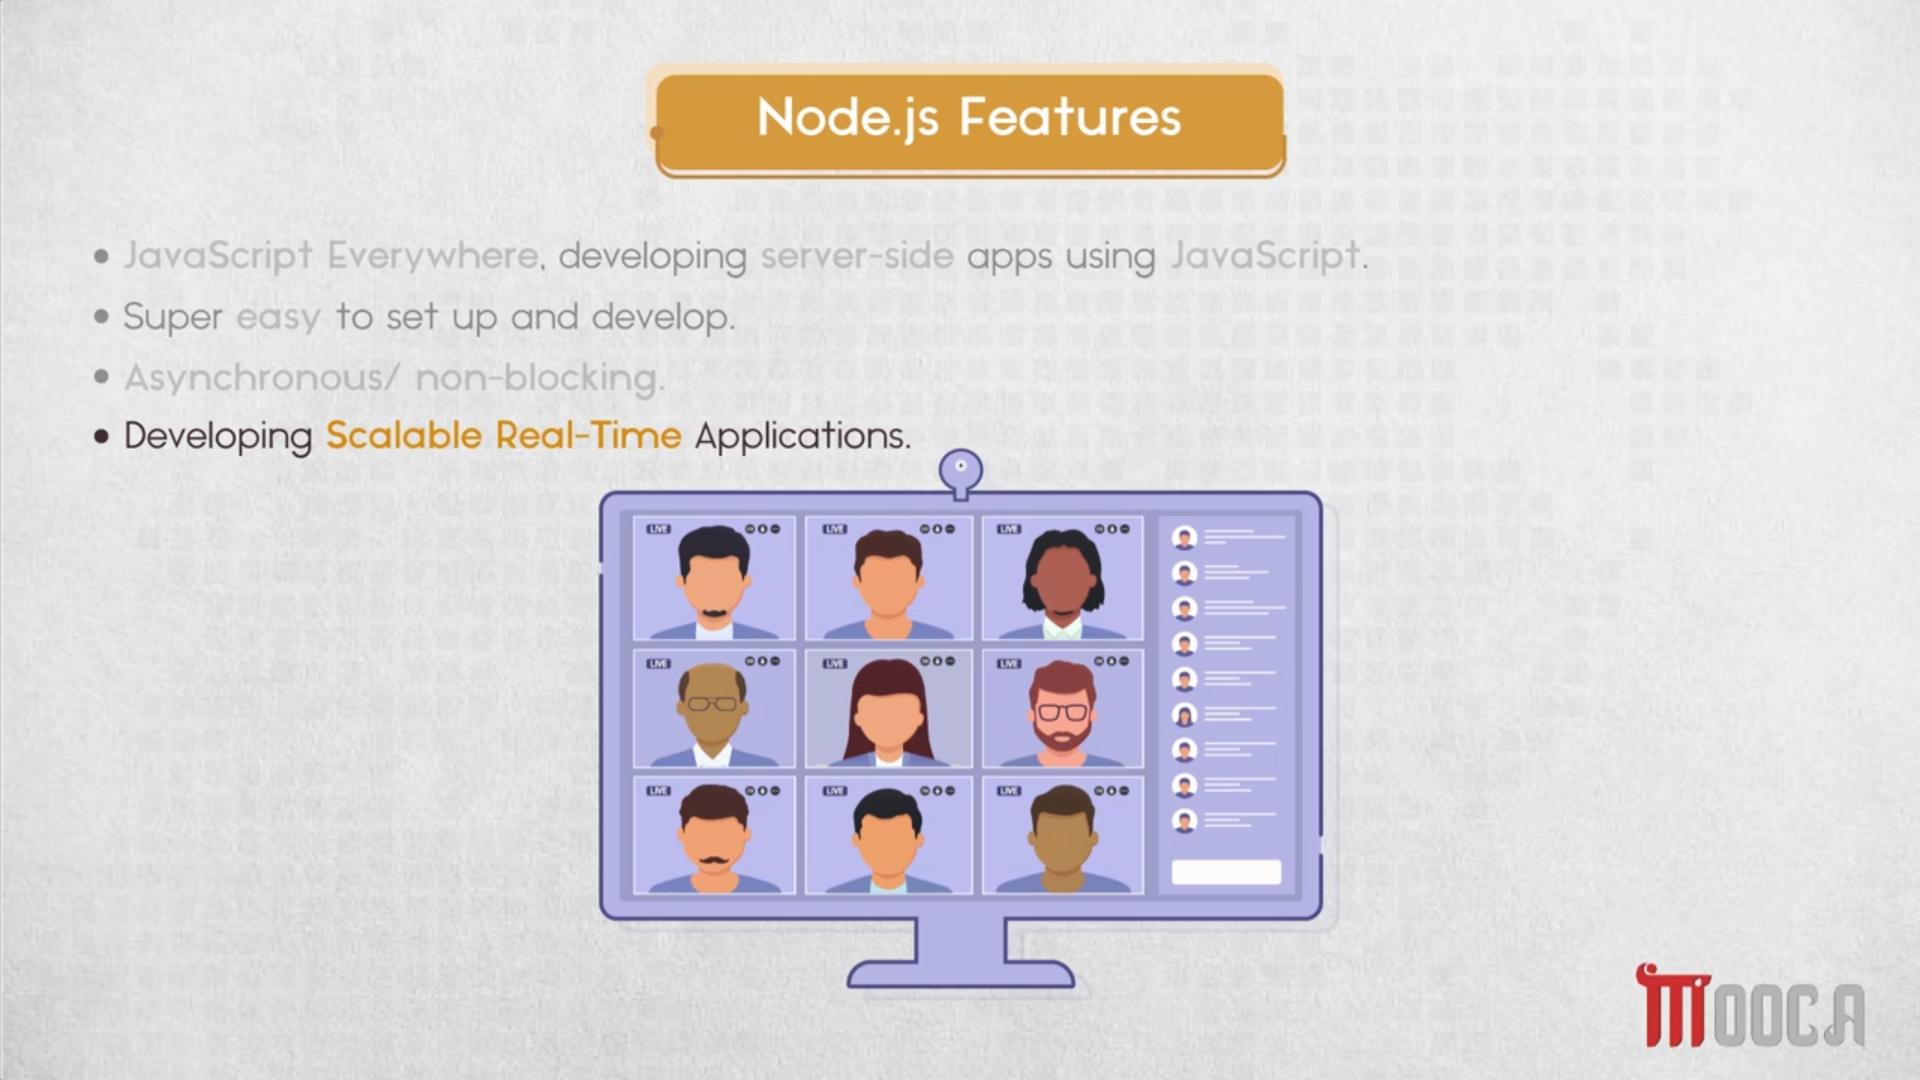 Node.js Features
• JavaScript Everywhere, developing server-side apps using JavaScript.
• Super easy to set up and develop.
• Asynchronous/ non-blocking.
• Developing Scalable Real-Time Applications.
LIVE LIVE LIVE
LIVE LIVE LIVE
LIVE LIVE LIVE
MOOCA